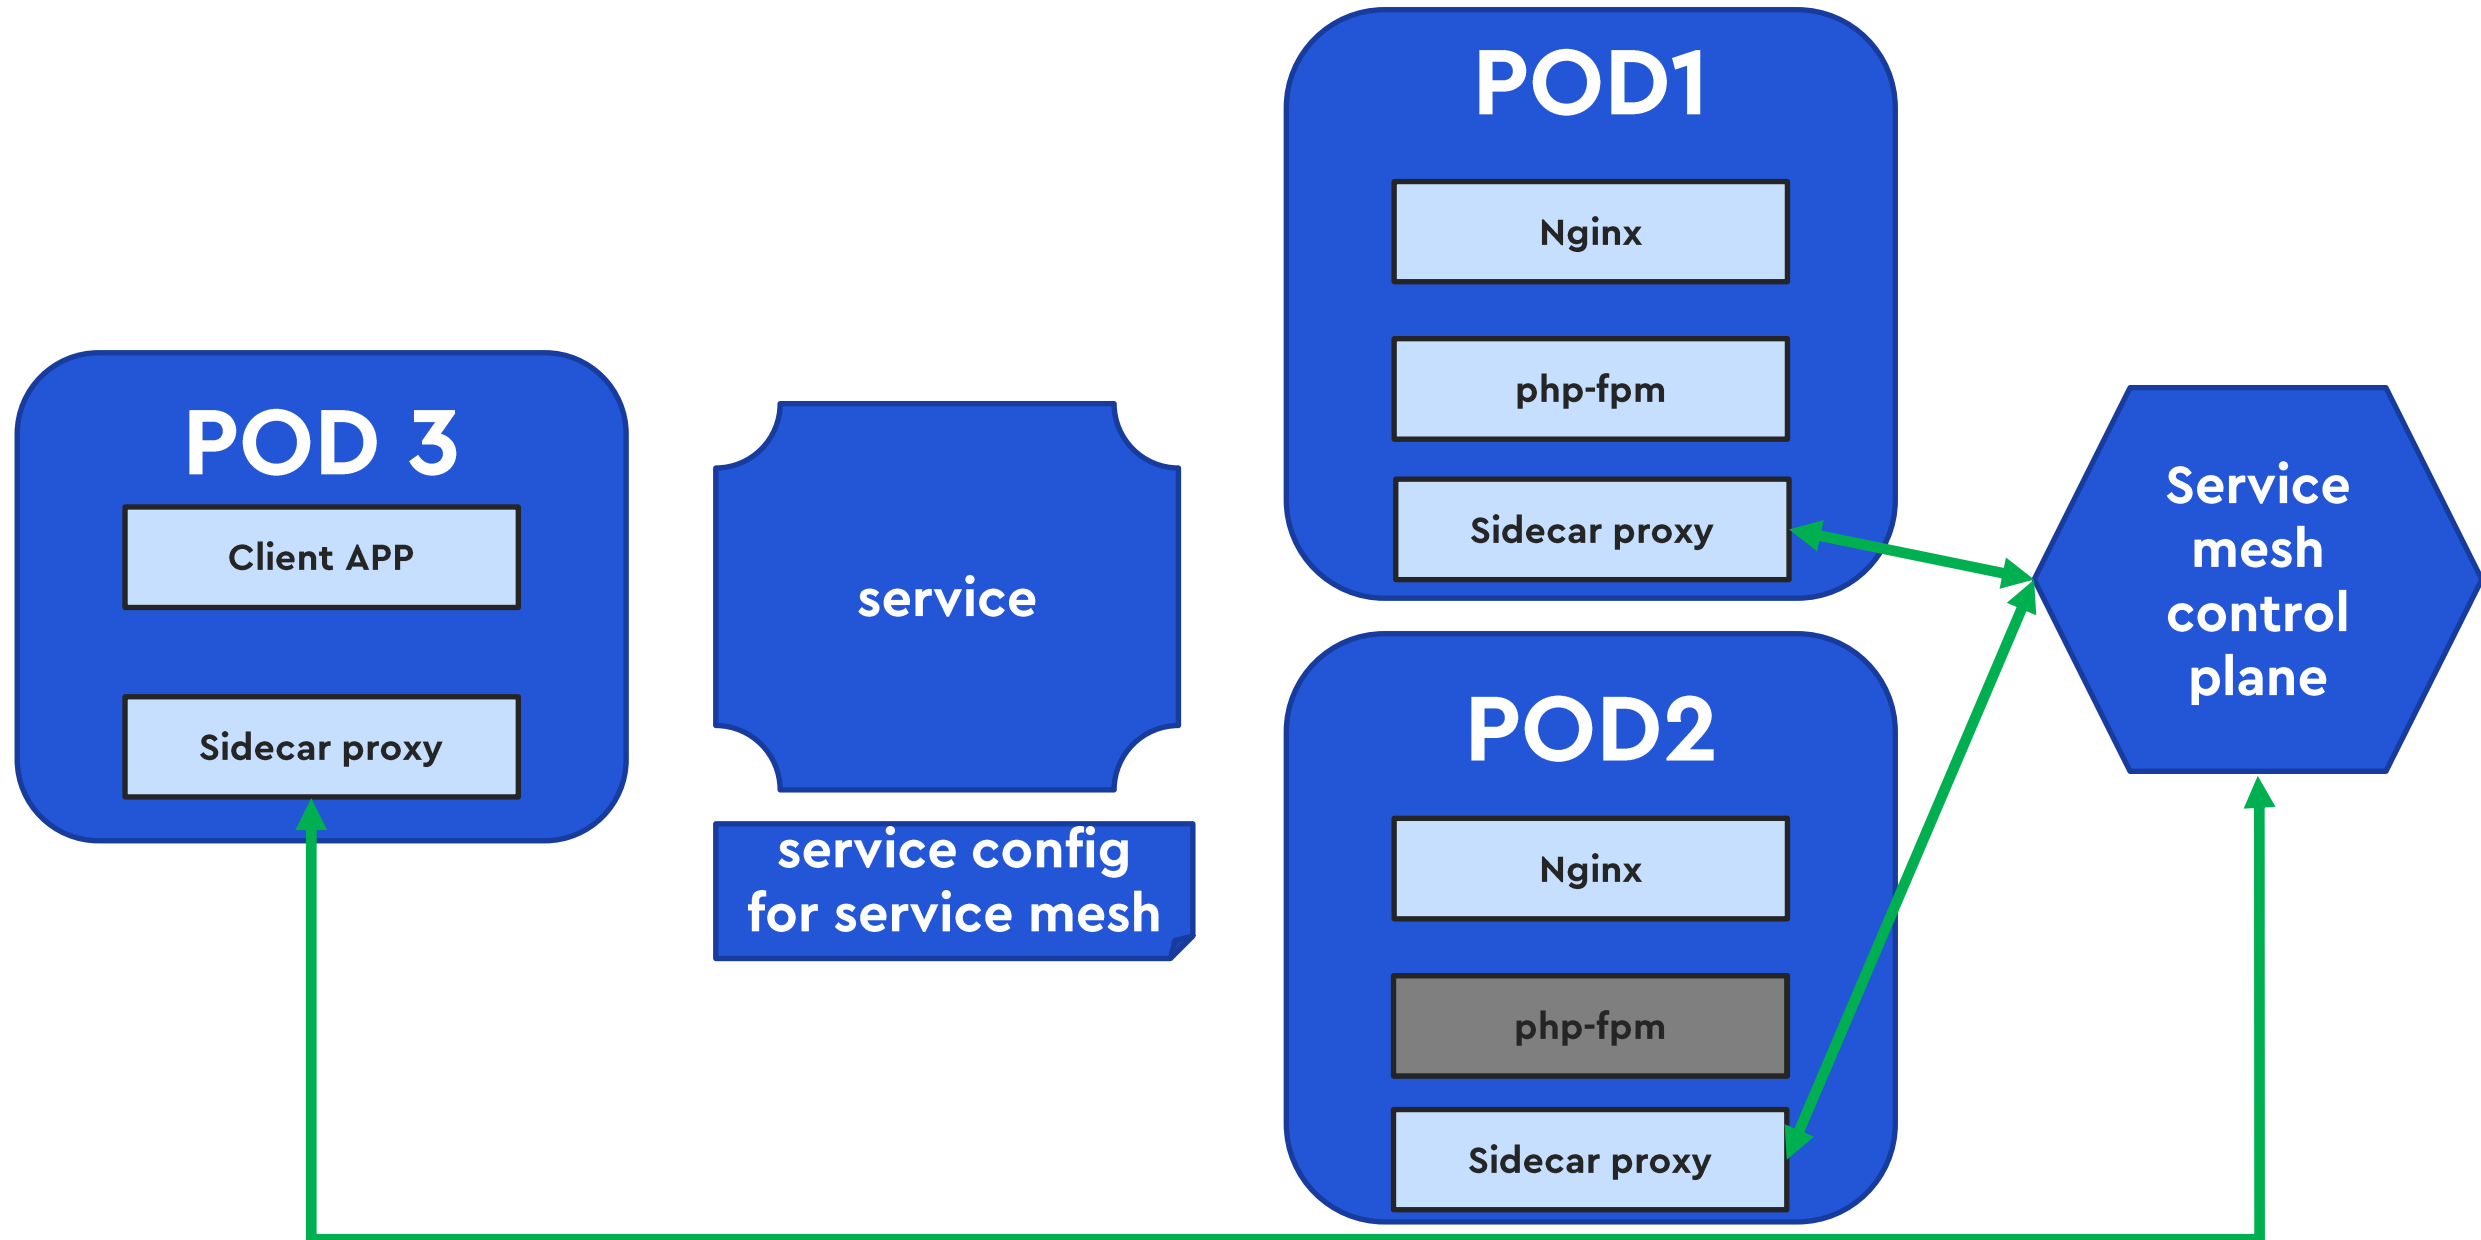 POD 3
Client APP
Sidecar proxy
service
service config
for service mesh
POD1
Nginx
php-fpm
Sidecar proxy
POD2
Nginx
php-fpm
Sidecar proxy
Service
mesh
control
plane